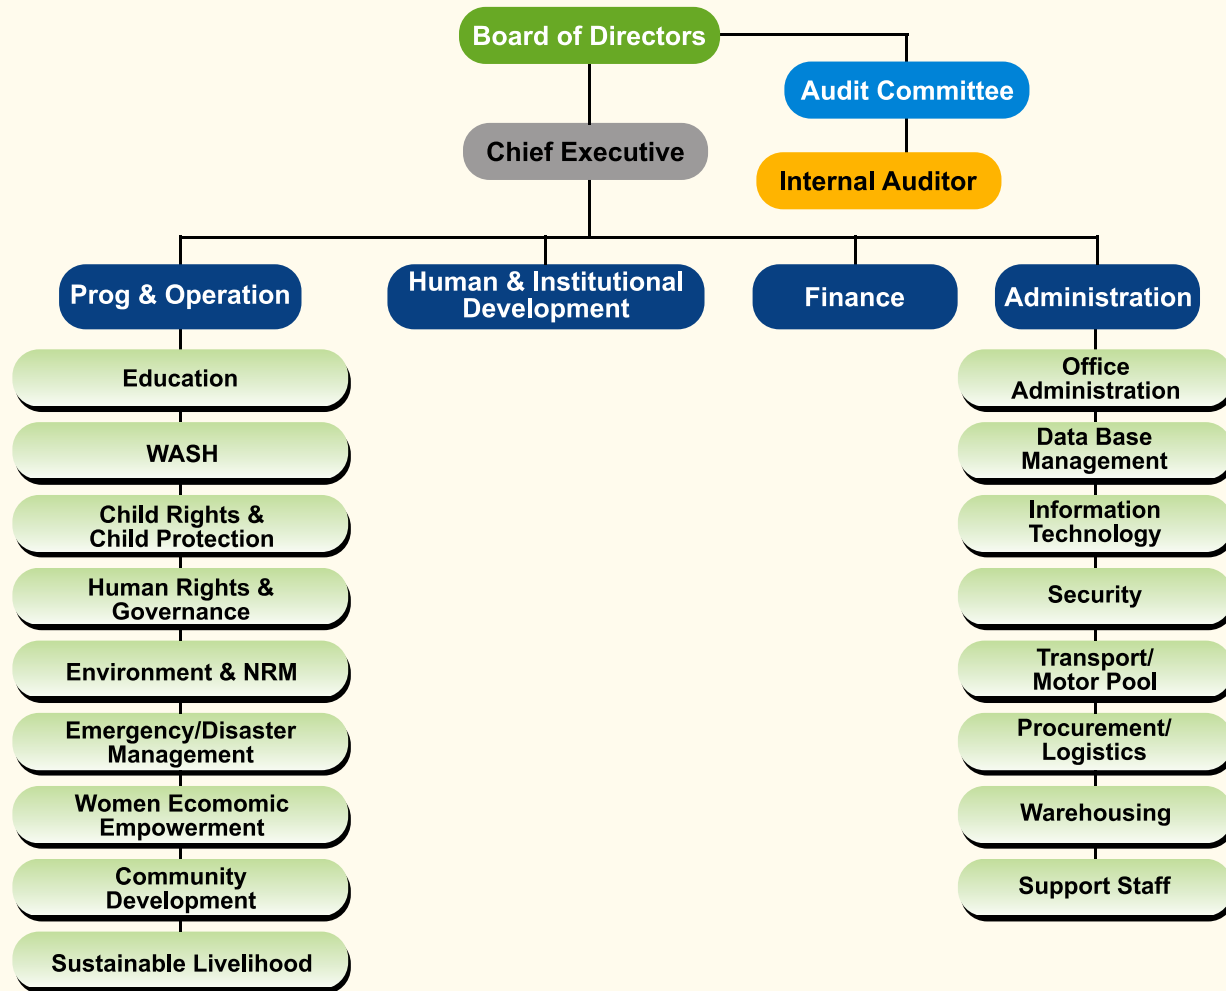 Board of Directors
Audit Committee
Chief Executive
Internal Auditor
Prog & Operation
Human & Institutional
Development
Finance
Administration
Education
WASH
Child Rights &
Child Protection
Human Rights &
Governance
Environment & NRM
Emergency/Disaster
Management
Women Ecomomic
Empowerment
Community
Development
Sustainable Livelihood
Office
Administration
Data Base
Management
Information
Technology
Security
Transport/
Motor Pool
Procurement/
Logistics
Warehousing
Support Staff